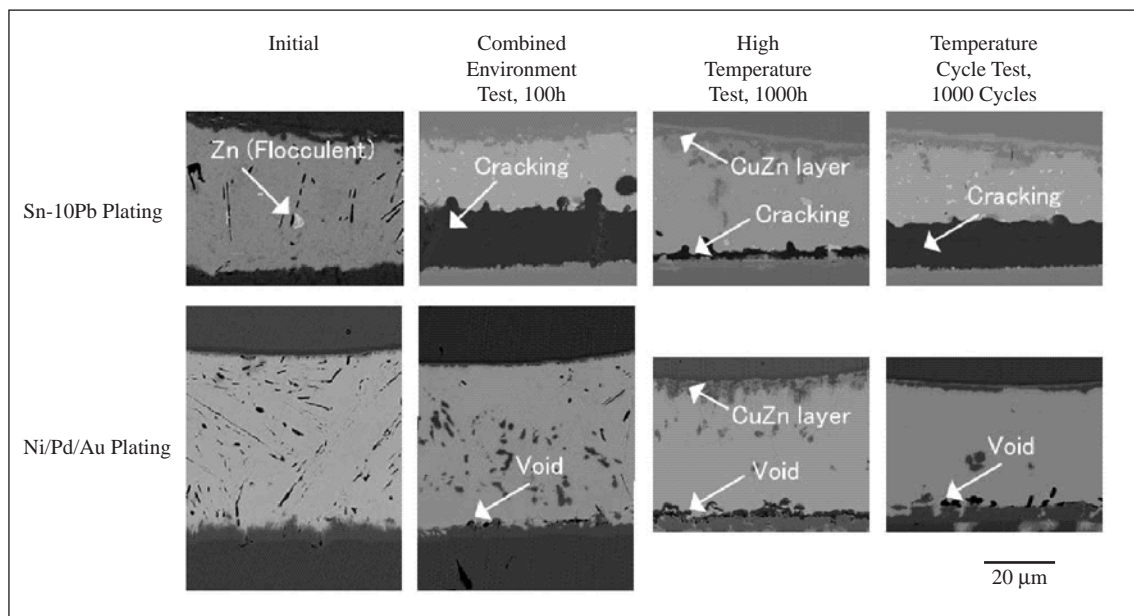 Initial
Combined
Environment
Test, 100h
High
Temperature
Test, 1000h
Temperature
Cycle Test,
1000 Cycles
Sn-10Pb Plating
Zn (Flocculent)
Cracking
CuZn layer
Cracking
Cracking
Ni/Pd/Au Plating
Void
CuZn layer
Void
Void
20 μm